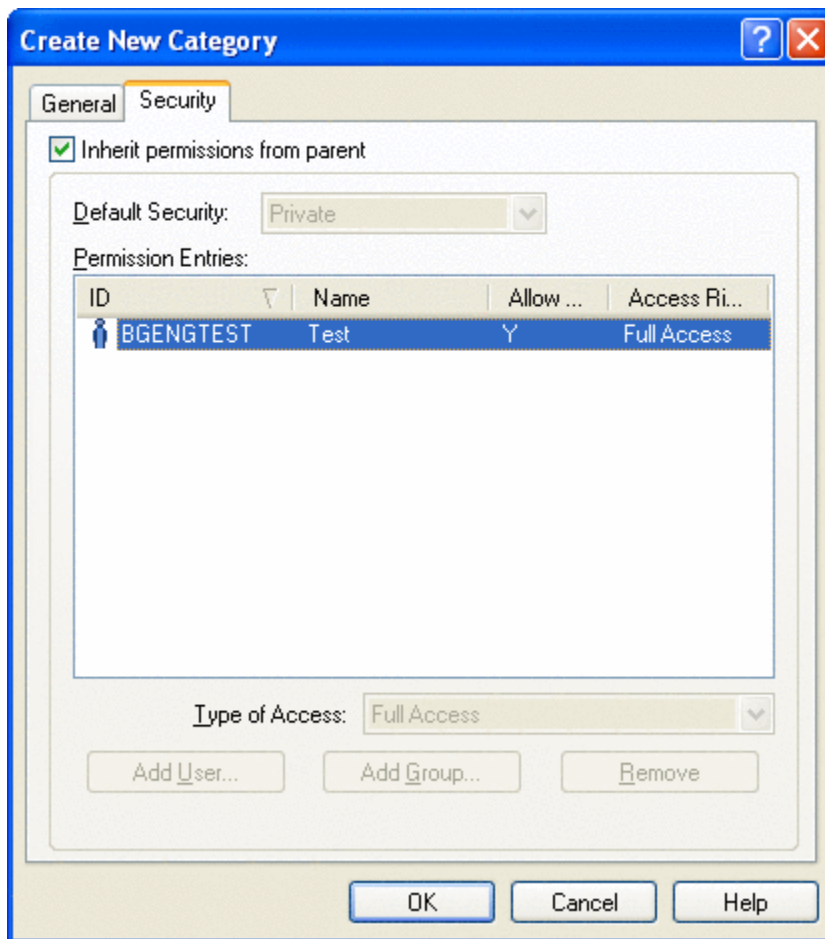 Create New Category
General Security
Inherit permissions from parent
Default Security: Private
Permission Entries:
ID Name Allow ... Access Ri...
BGENGTEST Test Y Full Access
Type of Access: Full Access
Add User... Add Group... Remove
OK Cancel Help